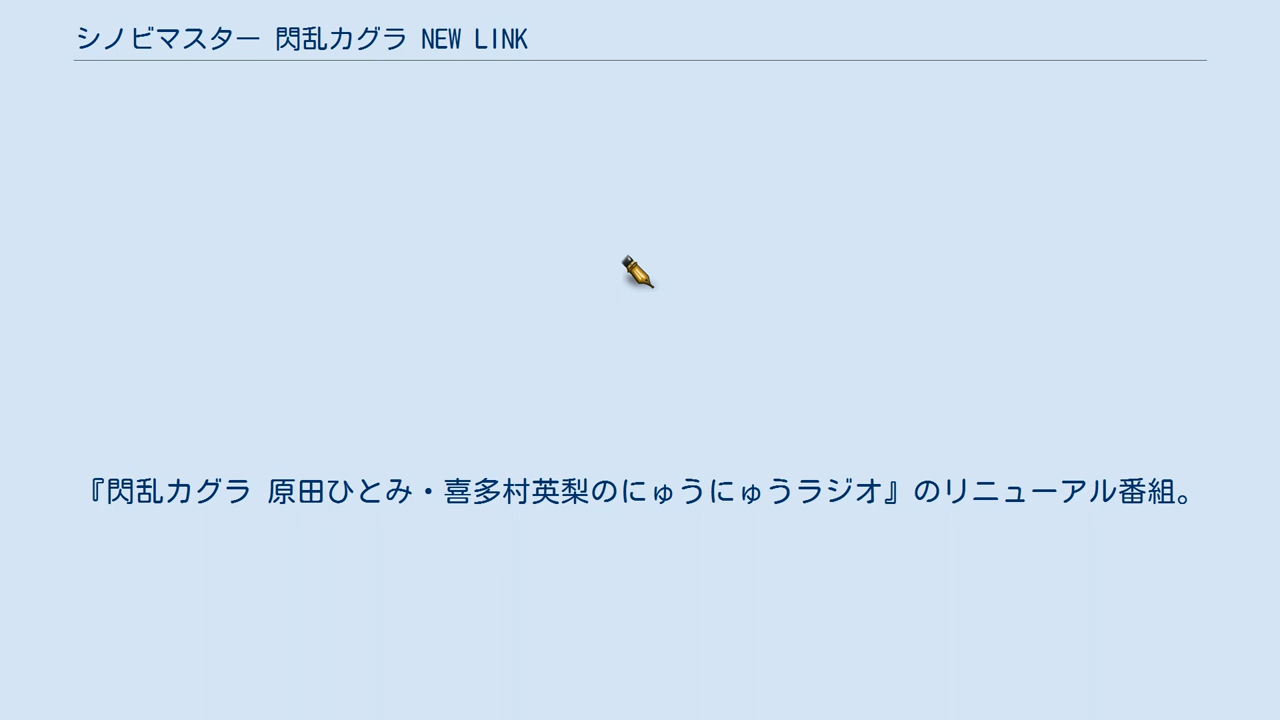 シノビマスター 閃乱カグラ NEW LINK
『閃乱カグラ 原田ひとみ・喜多村英梨のにゅうにゅうラジオ』のリニューアル番組。